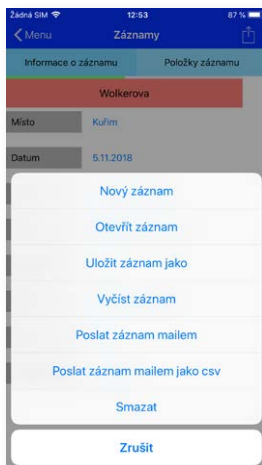 Žádná SIM 12:53 87 %
Menu Záznamy
Informace o záznamu Položky záznamu
Wolkerova
Místo Kuřim
Datum 5.11.2018
Nový záznam
Otevřít záznam
Uložit záznam jako
Vyčíst záznam
Poslat záznam mailem
Poslat záznam mailem jako csv
Smazat
Zrušit